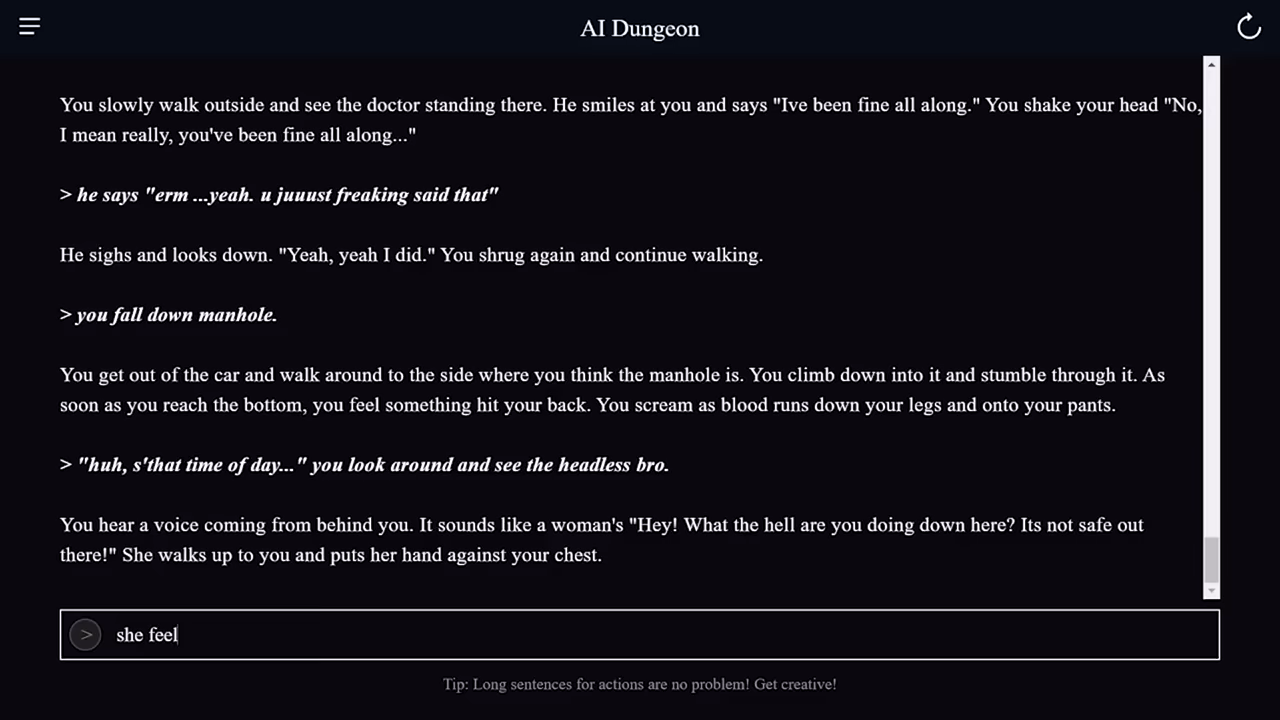 AI Dungeon
You slowly walk outside and see the doctor standing there. He smiles at you and says "Ive been fine all along." You shake your head "No,
I mean really, you've been fine all along..."
> he says "erm ...yeah. u juuust freaking said that"
He sighs and looks down. "Yeah, yeah I did." You shrug again and continue walking.
> you fall down manhole.
You get out of the car and walk around to the side where you think the manhole is. You climb down into it and stumble through it. As
soon as you reach the bottom, you feel something hit your back. You scream as blood runs down your legs and onto your pants.
> "huh, s'that time of day..." you look around and see the headless bro.
You hear a voice coming from behind you. It sounds like a woman's "Hey! What the hell are you doing down here? Its not safe out
there!" She walks up to you and puts her hand against your chest.
> she feel
Tip: Long sentences for actions are no problem! Get creative!